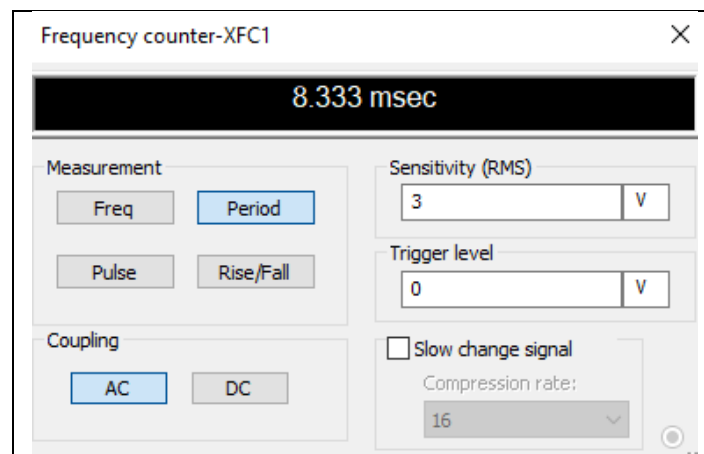 Frequency counter-XFC1
8.333 msec
Measurement
Freq
Period
Pulse
Rise/Fall
Coupling
AC
DC
Sensitivity (RMS)
3
V
Trigger level
0
V
Slow change signal
Compression rate:
16